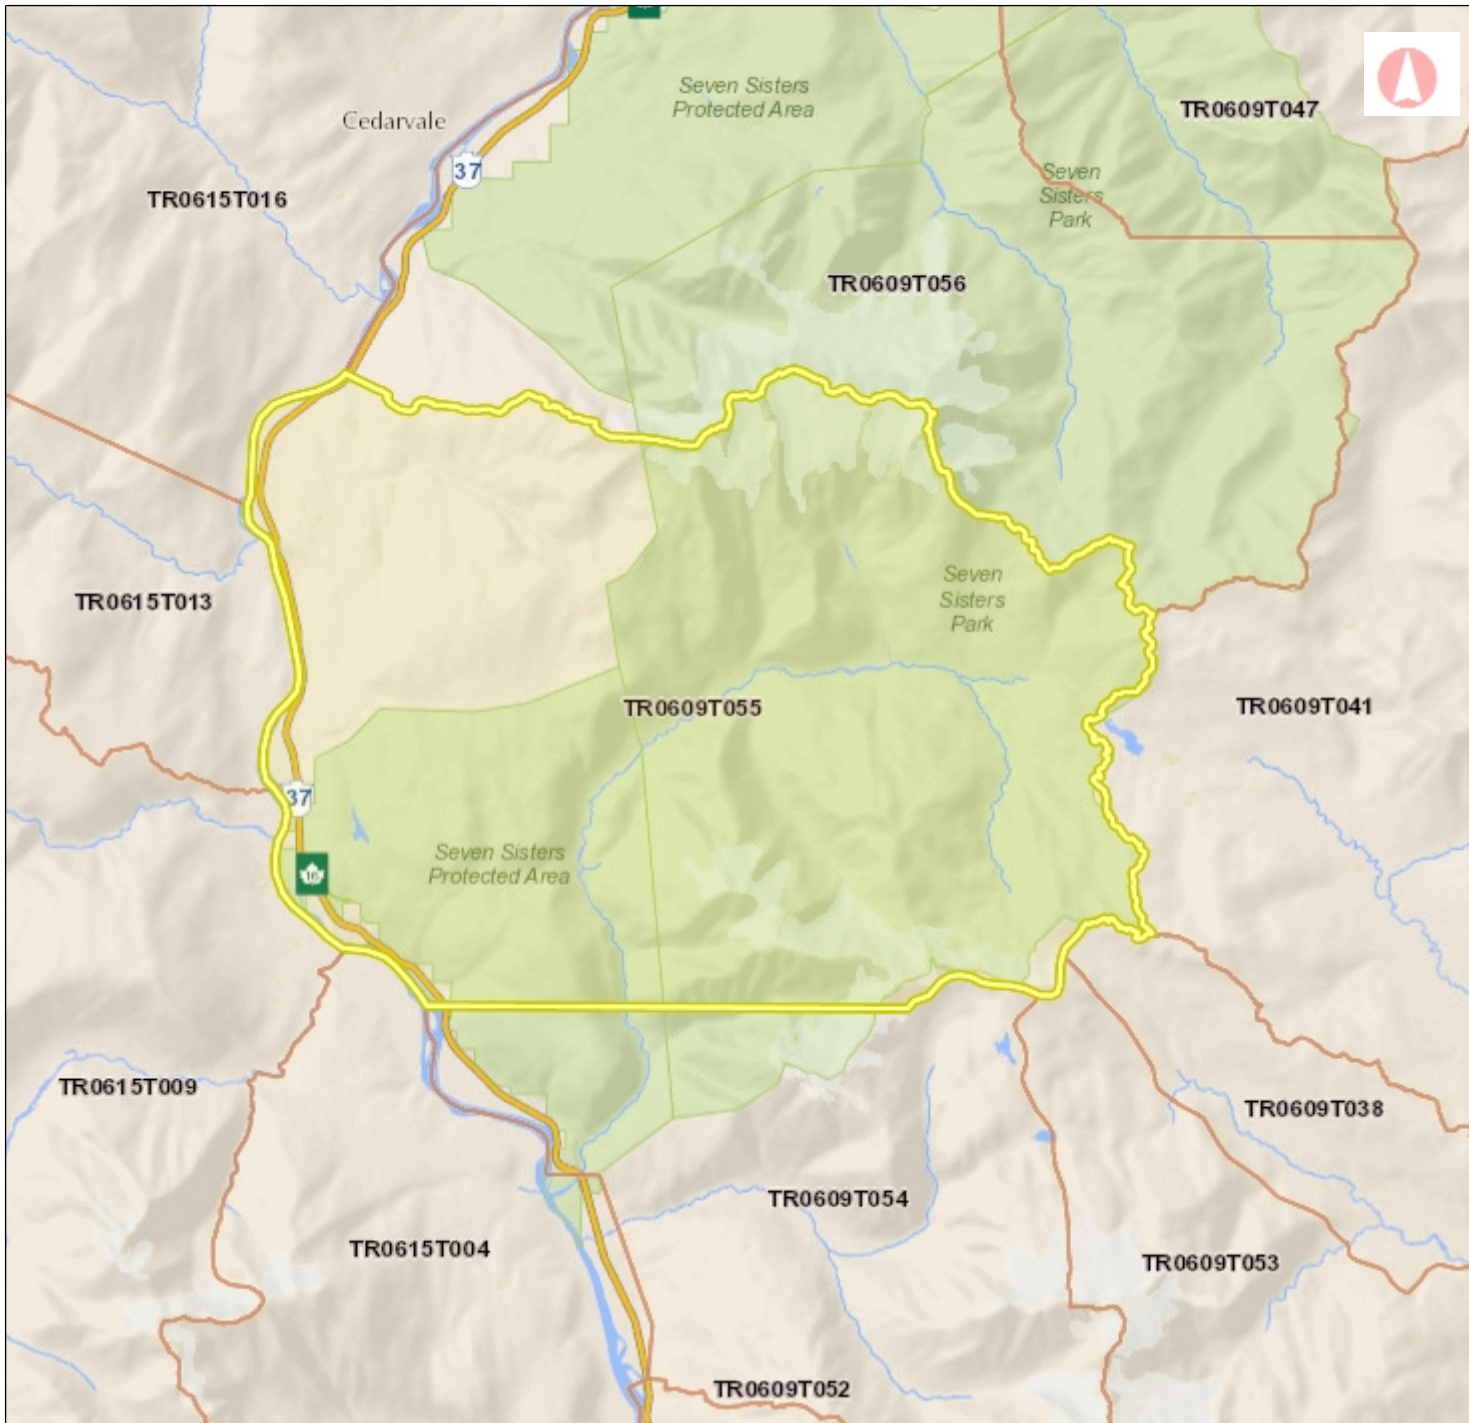 Seven Sisters
Protected Area
TR0609T047
Cedarvale
37
Seven
Sisters
Park
TR0615T016
TR0609T056
Seven
Sisters
Park
TR0615T013
TR0609T055
TR0609T041
37
Seven Sisters
Protected Area
16
TR0615T009
TR0609T038
TR0609T054
TR0615T004
TR0609T053
TR0609T052